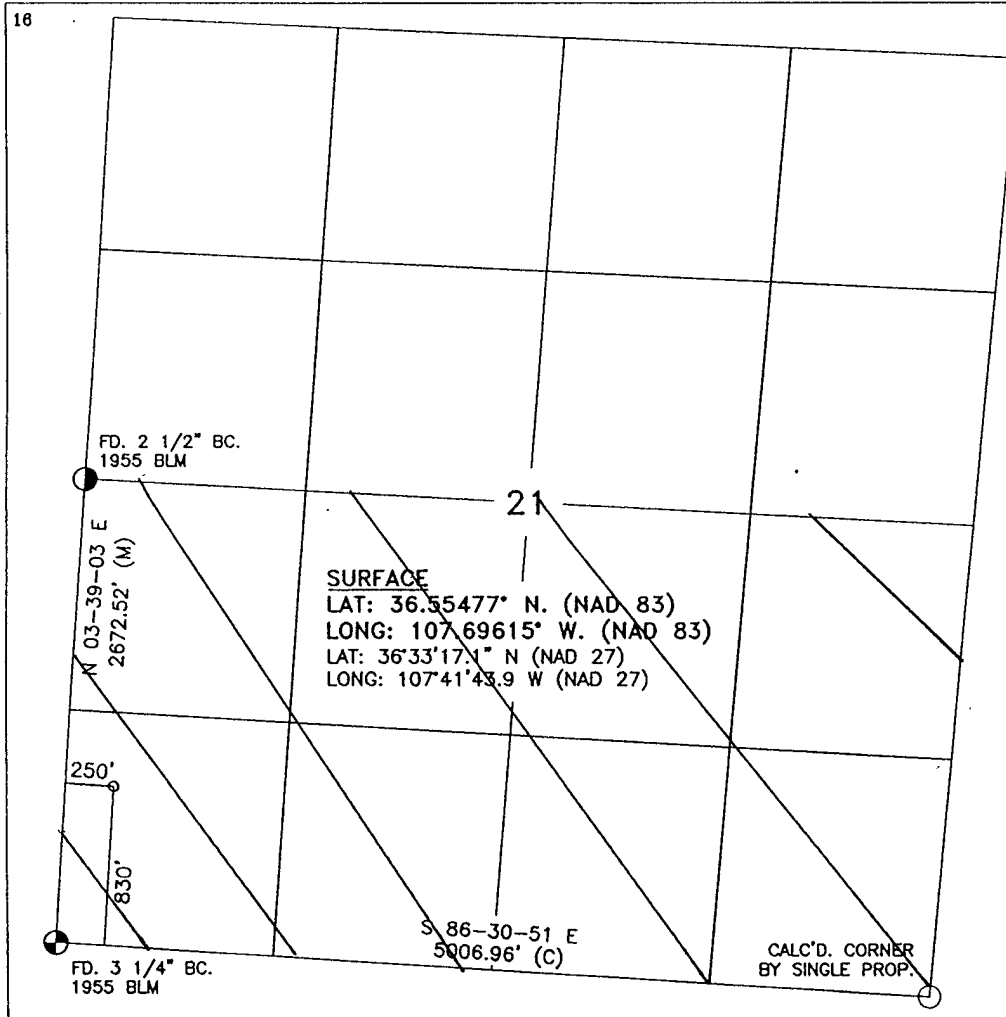 16
FD. 2 1/2" BC.
1955 BLM
N 03-39-03 E
2672.52' (M)
21
SURFACE
LAT: 36.55477° N. (NAD 83)
LONG: 107.69615° W. (NAD 83)
LAT: 36°33'17.1" N (NAD 27)
LONG: 107°41'43.9 W (NAD 27)
250'
830'
S 86-30-51 E
5006.96' (C)
CALC'D. CORNER
BY SINGLE PROP.
FD. 3 1/4" BC.
1955 BLM